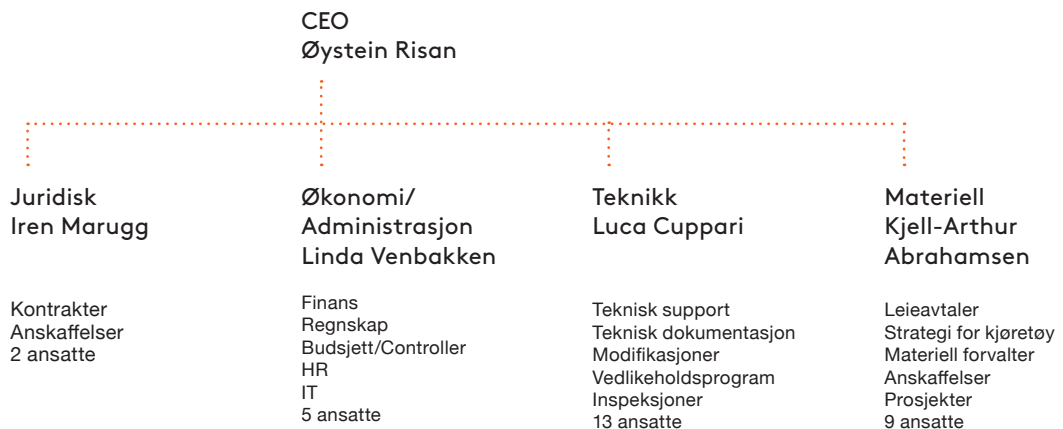 CEO
Øystein Risan
Juridisk
Iren Marugg
Kontrakter
Anskaffelser
2 ansatte
Økonomi/
Administrasjon
Linda Venbakken
Finans
Regnskap
Budsjett/Controller
HR
IT
5 ansatte
Teknikk
Luca Cuppari
Teknisk support
Teknisk dokumentasjon
Modifikasjoner
Vedlikeholdsprogram
Inspeksjoner
13 ansatte
Materiell
Kjell-Arthur
Abrahamsen
Leieavtaler
Strategi for kjøretøy
Materiell forvalter
Anskaffelser
Prosjekter
9 ansatte